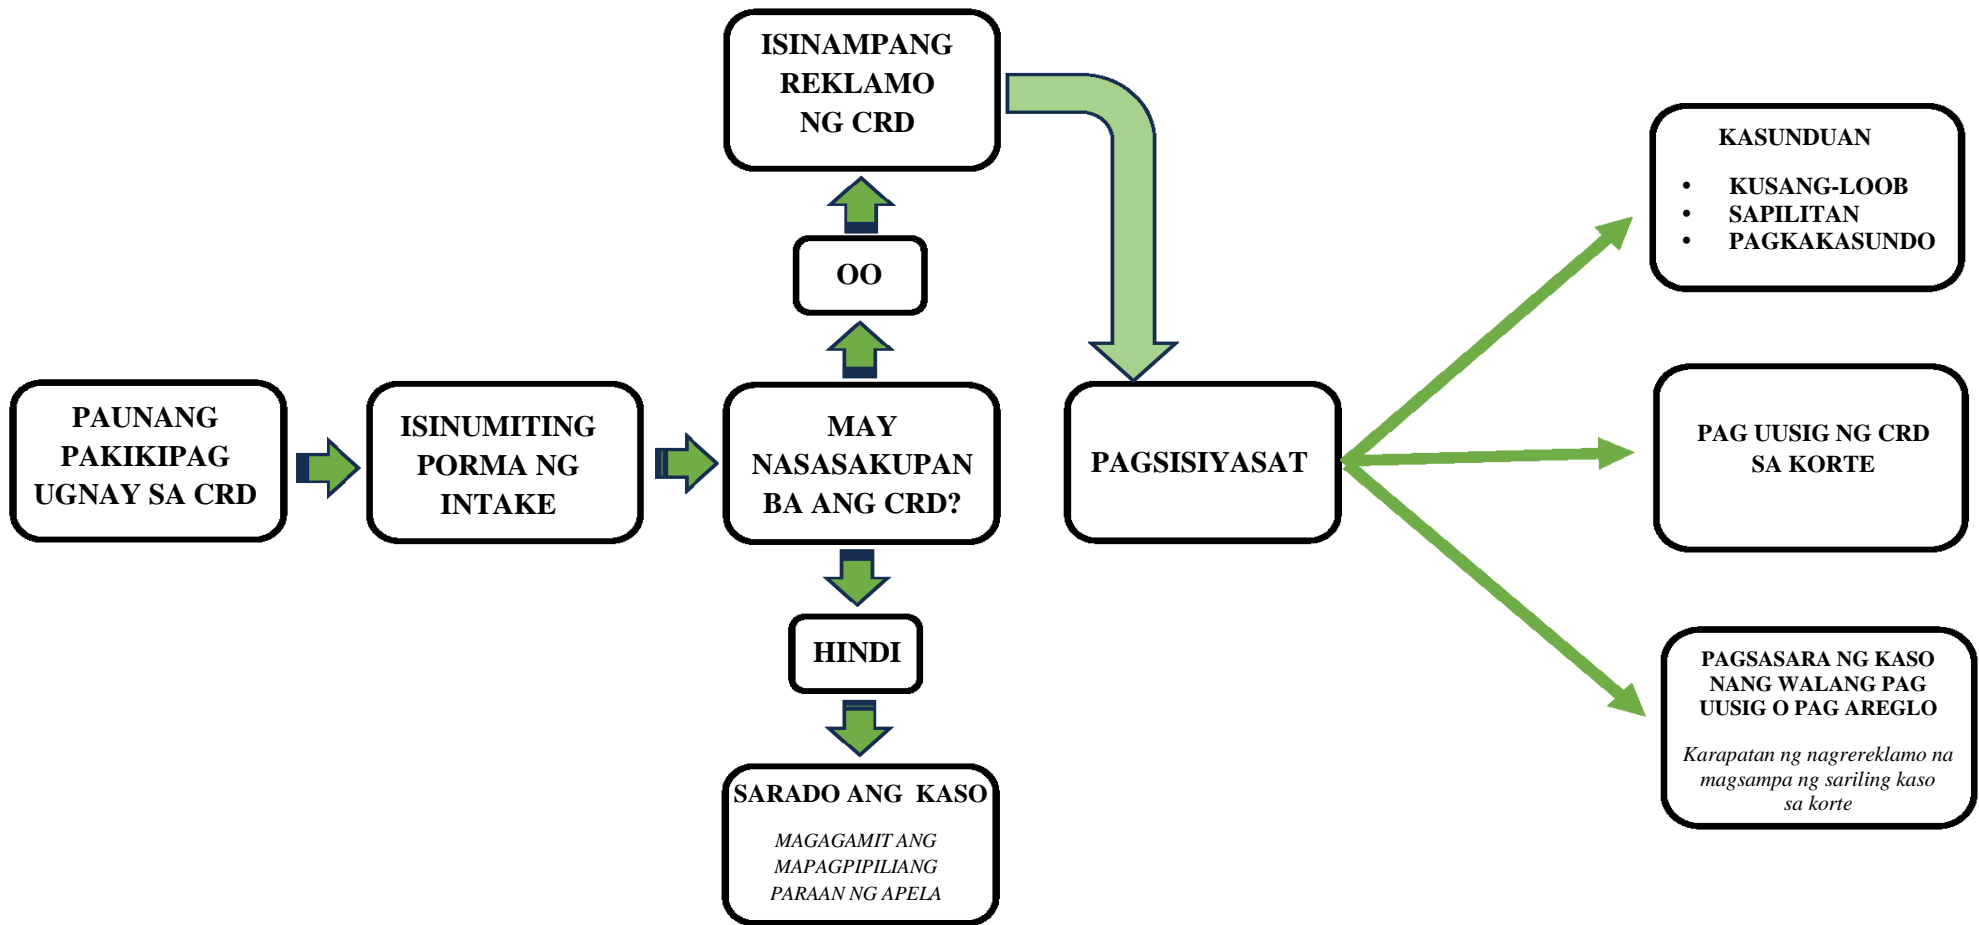 PAUNANG
PAKIKIPAG
UGNAY SA CRD
ISINUMITING
PORMA NG
INTAKE
MAY
NASASAKUPAN
BA ANG CRD?
OO
ISINAMPANG
REKLAMO
NG CRD
HINDI
SARADO ANG KASO
MAGAGAMIT ANG
MAPAGPIPILIANG
PARAAN NG APELA
PAGSISIYASAT
KASUNDUAN
• KUSANG-LOOB
• SAPILITAN
• PAGKAKASUNDO
PAG UUSIG NG CRD
SA KORTE
PAGSASARA NG KASO
NANG WALANG PAG
UUSIG O PAG AREGLO
Karapatan ng nagrereklamo na
magsampa ng sariling kaso
sa korte